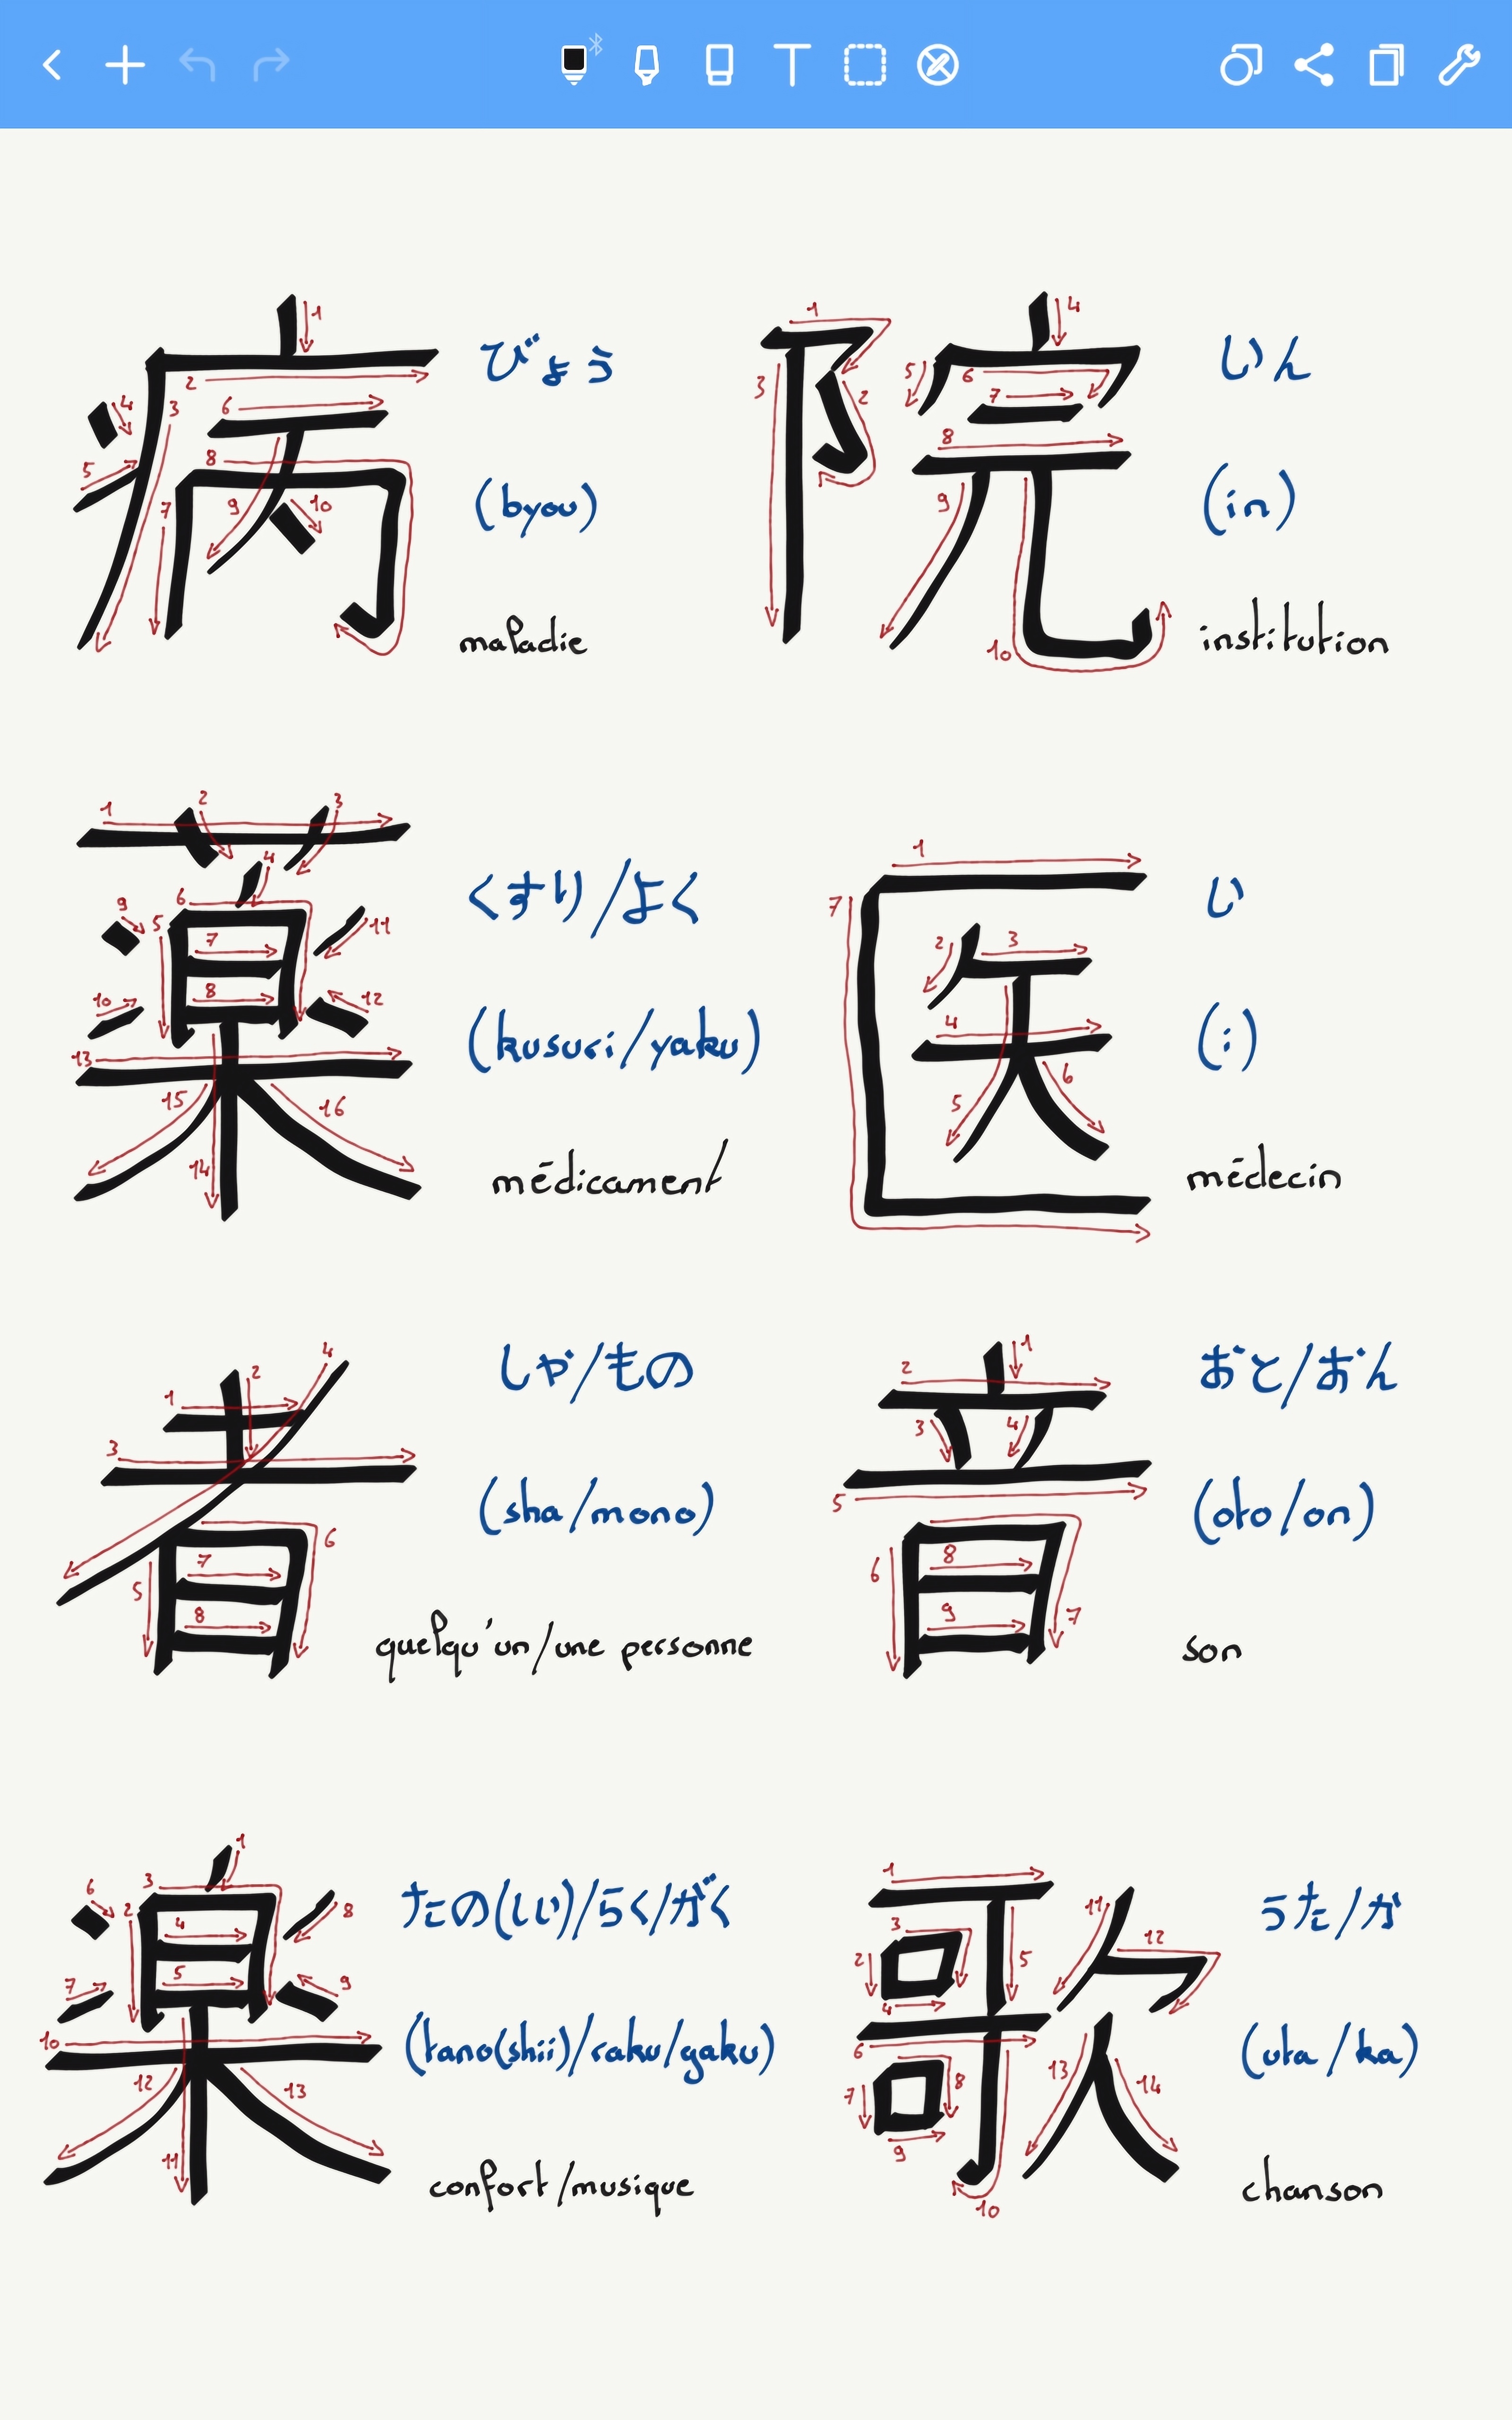 病 びょう 院 いん
(byou) (in)
maladie institution
薬 くすり/よく 医 い
(kusuri/yaku) (i)
médicament médecin
者 しゃ/もの 音 おと/おん
(sha/mono) (oto/on)
quelqu'un/une personne son
楽 たの(しい)/らく/がく 歌 うた/か
(tano(shii)/raku/gaku) (uta/ka)
confort/musique chanson